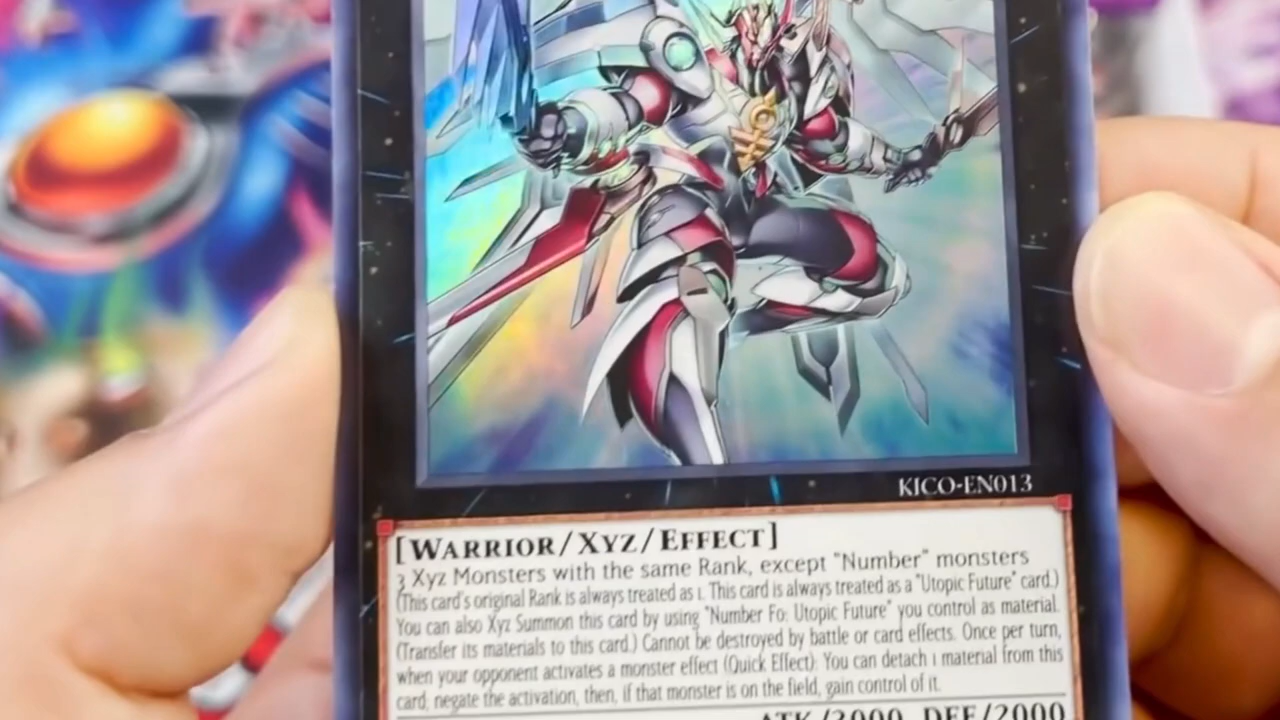 KICO-EN013
[WARRIOR/XYZ/EFFECT]
3 Xyz Monsters with the same Rank, except "Number" monsters
(This card's original Rank is always treated as 1. This card is always treated as a "Utopic Future" card.)
You can also Xyz Summon this card by using "Number F0: Utopic Future" you control as material.
(Transfer its materials to this card.) Cannot be destroyed by battle or card effects. Once per turn,
when your opponent activates a monster effect (Quick Effect): You can detach 1 material from this
card; negate the activation, then, if that monster is on the field, gain control of it.
ATK/3000 DEF/2000